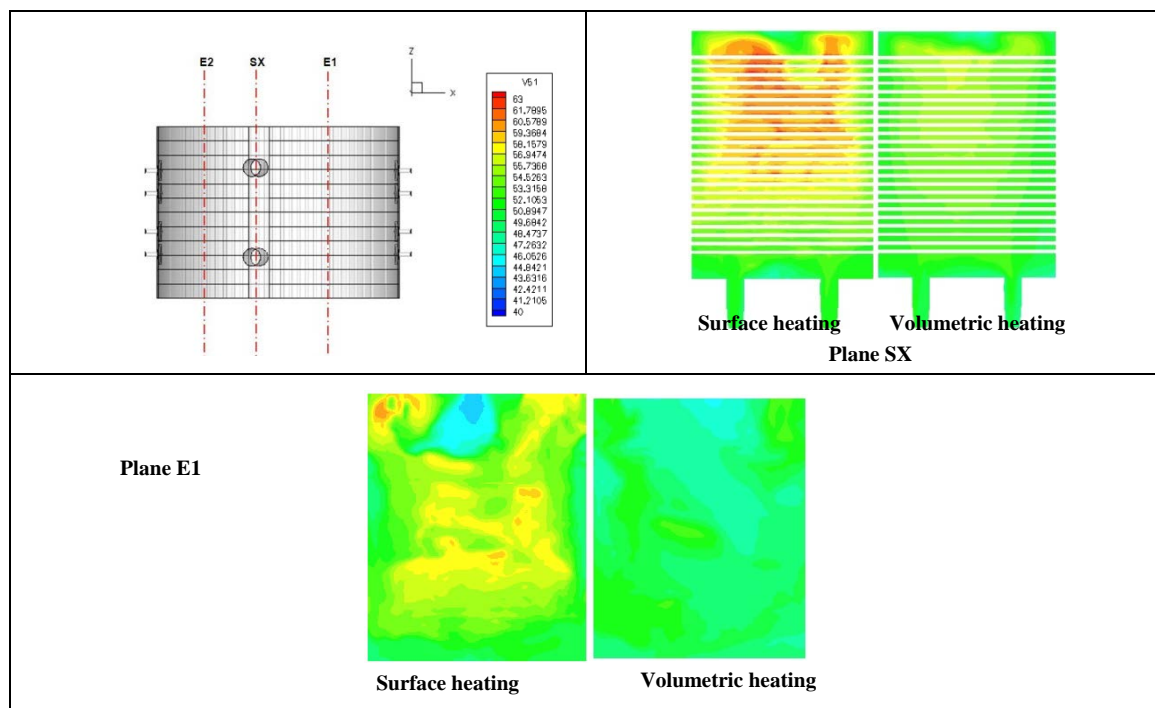 E2 SX E1
Z
X
V51
63
61.7895
60.5789
59.3684
58.1579
56.9474
55.7368
54.5263
53.3158
52.1053
50.8947
49.6842
48.4737
47.2632
46.0526
44.8421
43.6316
42.4211
41.2105
40
Surface heating Volumetric heating
Plane SX
Plane E1
Surface heating Volumetric heating